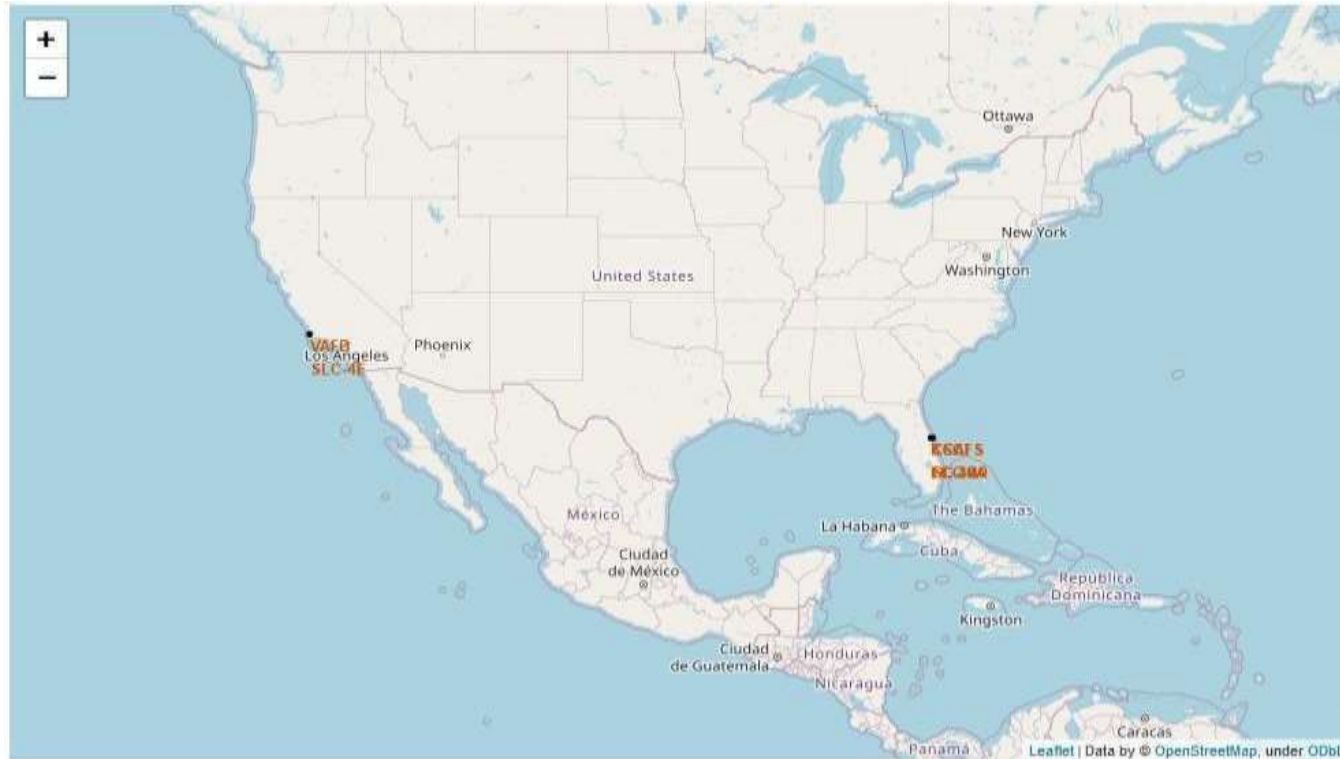 +
−
Ottawa
New York
Washington
United States
VAFB
Los Angeles
SLC-4E
Phoenix
México
La Habana
The Bahamas
Cuba
Ciudad
de México
República
Dominicana
Kingston
Ciudad
de Guatemala
Honduras
Nicaragua
Caracas
Panamá
Leaflet | Data by © OpenStreetMap, under ODbl